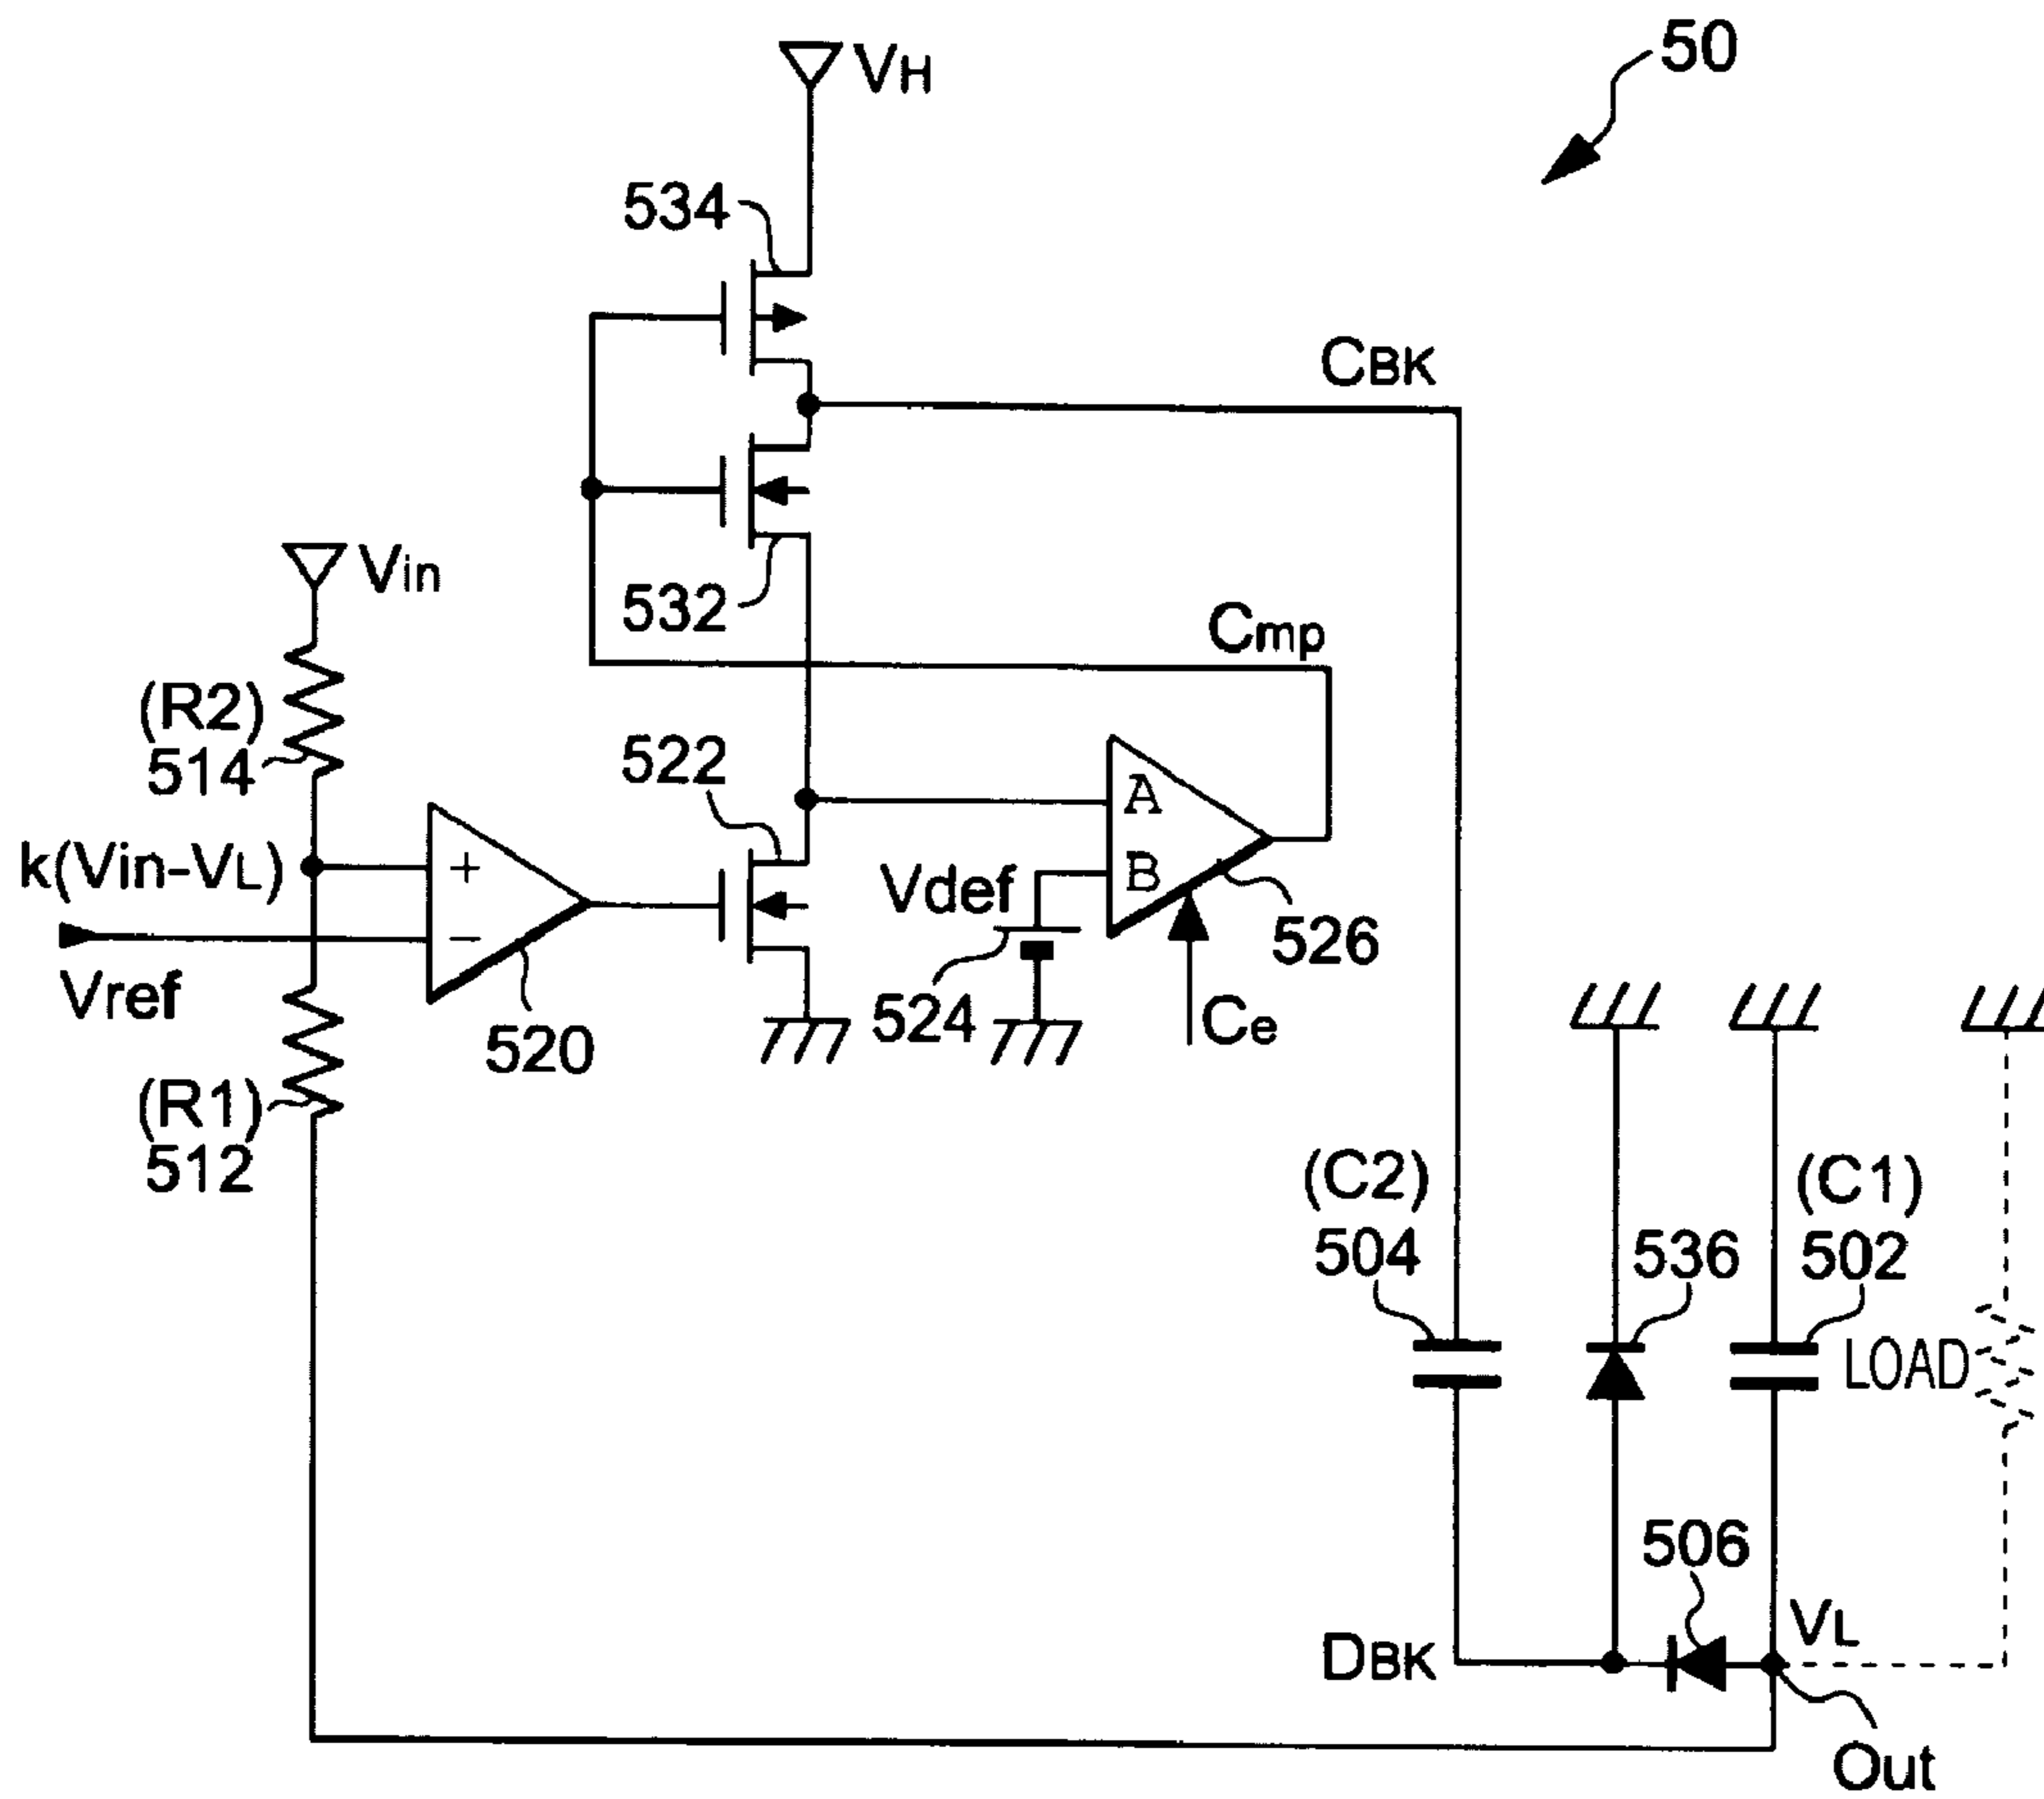 50
VH
534
CBK
532
Cmp
Vin
(R2)
514
522
A
k(Vin-VL)
+
Vdef
B
−
Vref
520
524
Ce
526
(R1)
512
(C2)
504
536
(C1)
502
LOAD
506
DBK
VL
Out